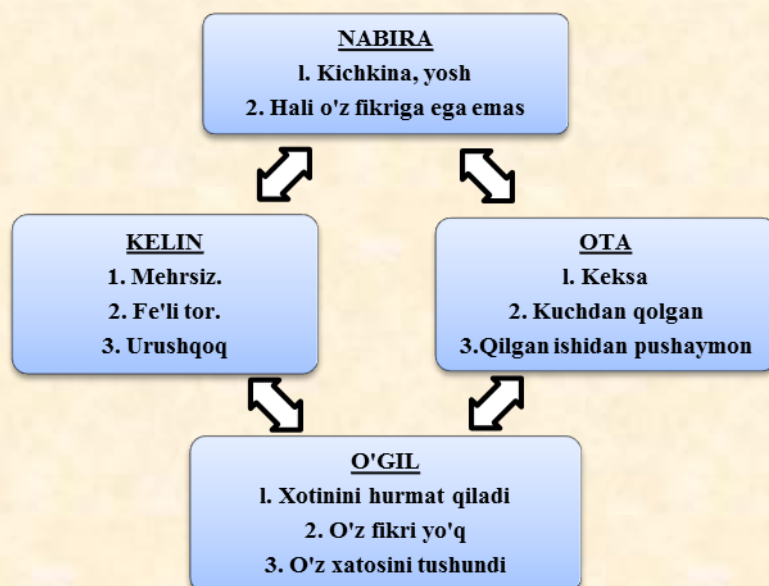 NABIRA
l. Kichkina, yosh
2. Hali o'z fikriga ega emas
KELIN
1. Mehrsiz.
2. Fe'li tor.
3. Urushqoq
OTA
l. Keksa
2. Kuchdan qolgan
3.Qilgan ishidan pushaymon
O'GIL
l. Xotinini hurmat qiladi
2. O'z fikri yo'q
3. O'z xatosini tushundi